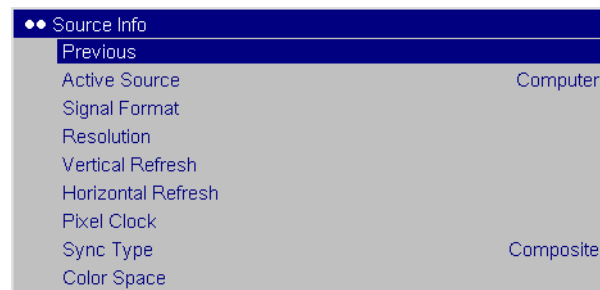 Source Info
Previous
Active Source Computer
Signal Format
Resolution
Vertical Refresh
Horizontal Refresh
Pixel Clock
Sync Type Composite
Color Space